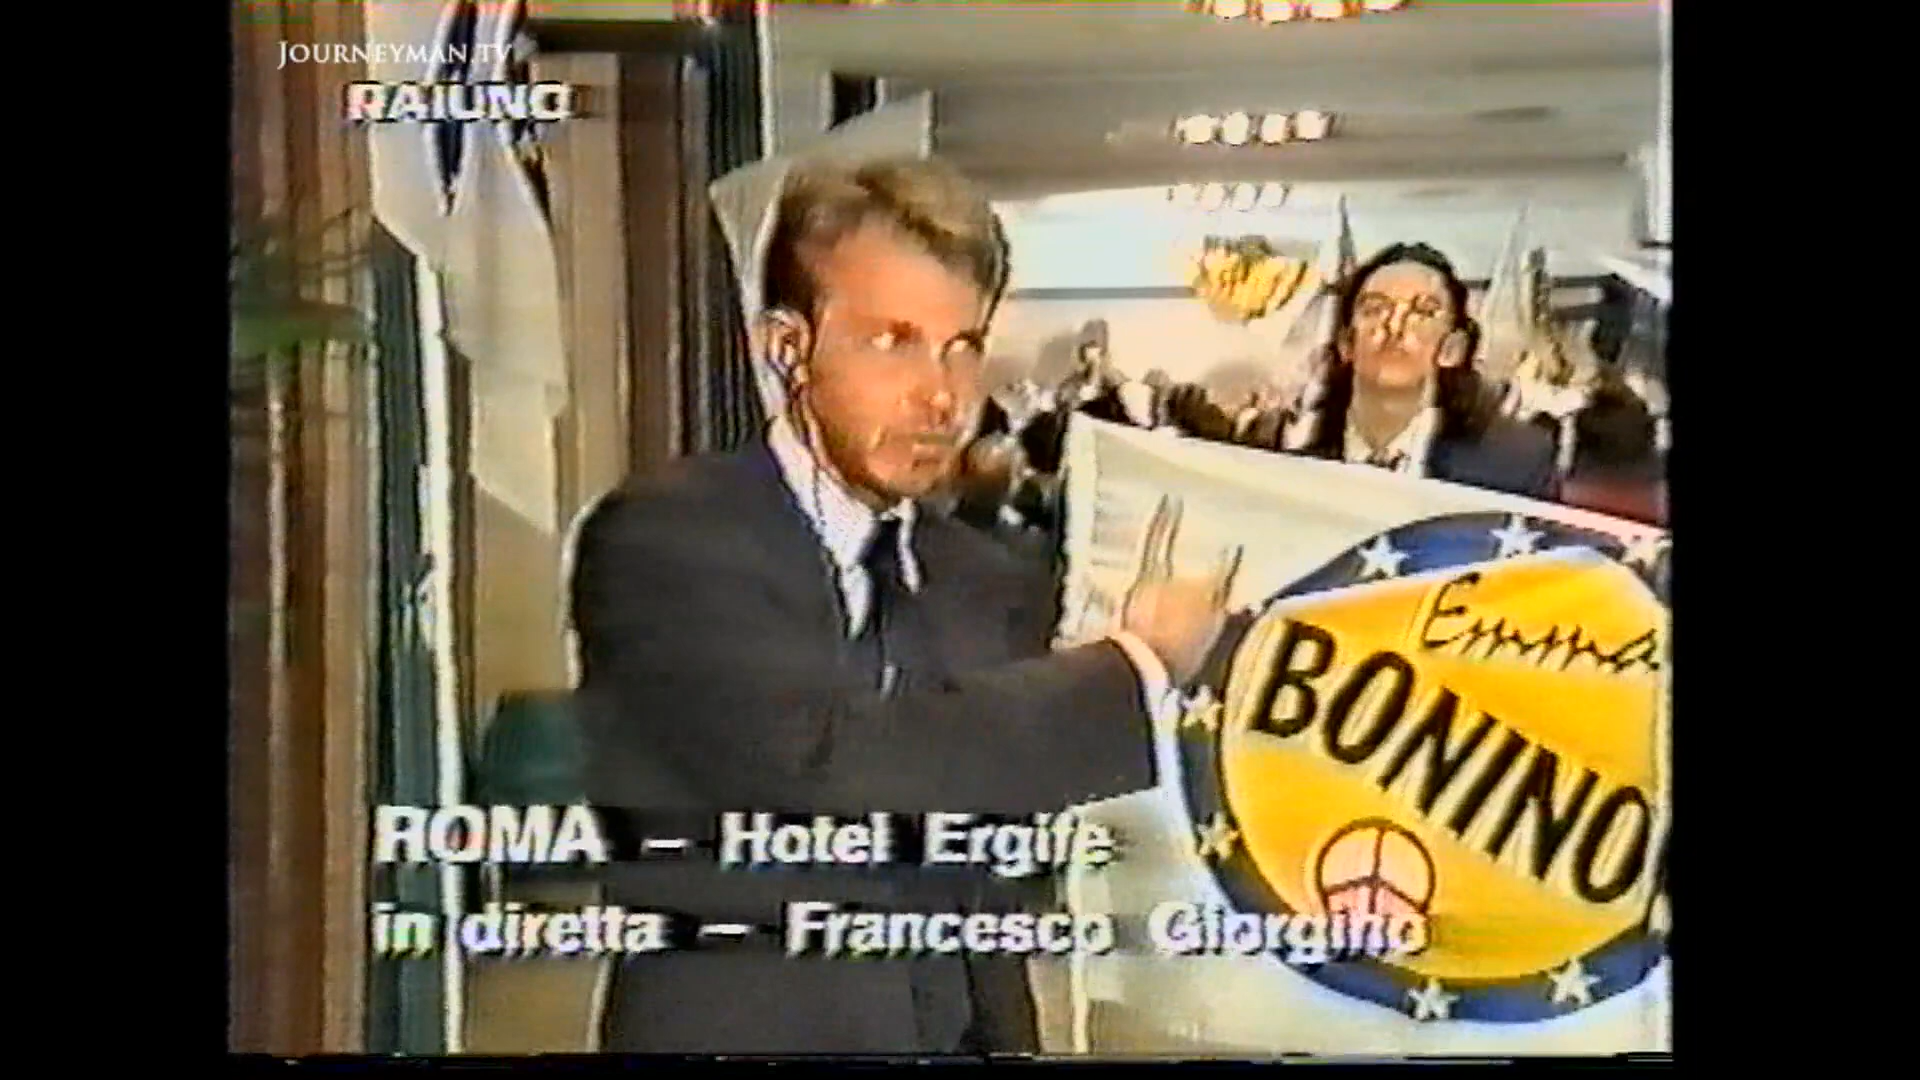 JOURNEYMAN.TV
RAIUNO
Emma
BONINO
ROMA – Hotel Ergife
in diretta – Francesco Giorgino